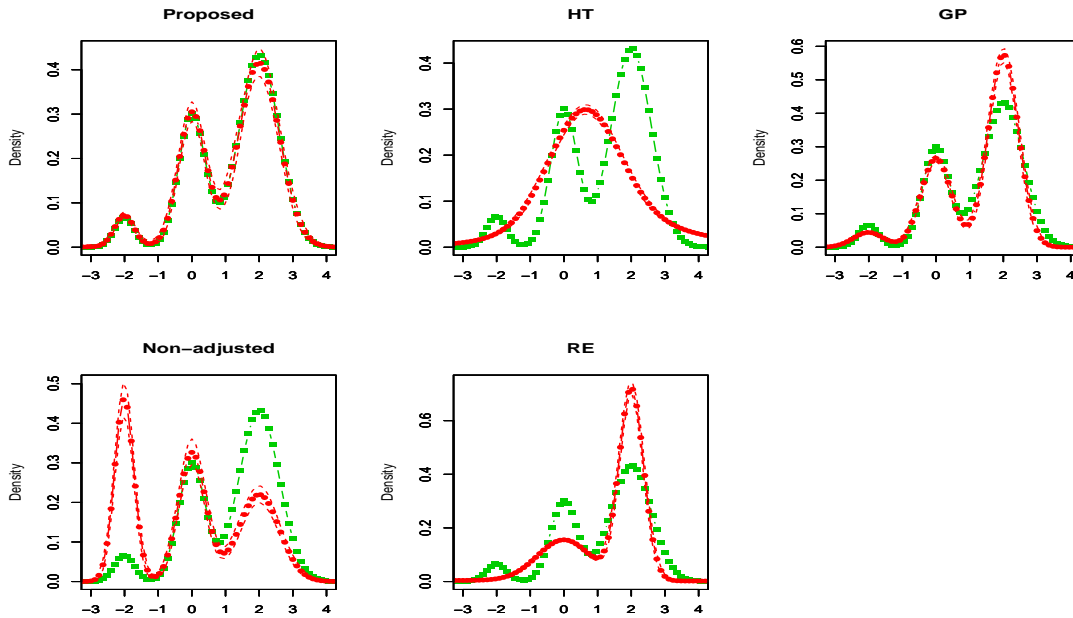 Proposed
Density
0.0 0.1 0.2 0.3 0.4
−3 −2 −1 0 1 2 3 4
HT
Density
0.0 0.1 0.2 0.3 0.4
−3 −2 −1 0 1 2 3 4
GP
Density
0.0 0.1 0.2 0.3 0.4 0.5 0.6
−3 −2 −1 0 1 2 3 4
Non−adjusted
Density
0.0 0.1 0.2 0.3 0.4 0.5
−3 −2 −1 0 1 2 3 4
RE
Density
0.0 0.2 0.4 0.6
−3 −2 −1 0 1 2 3 4